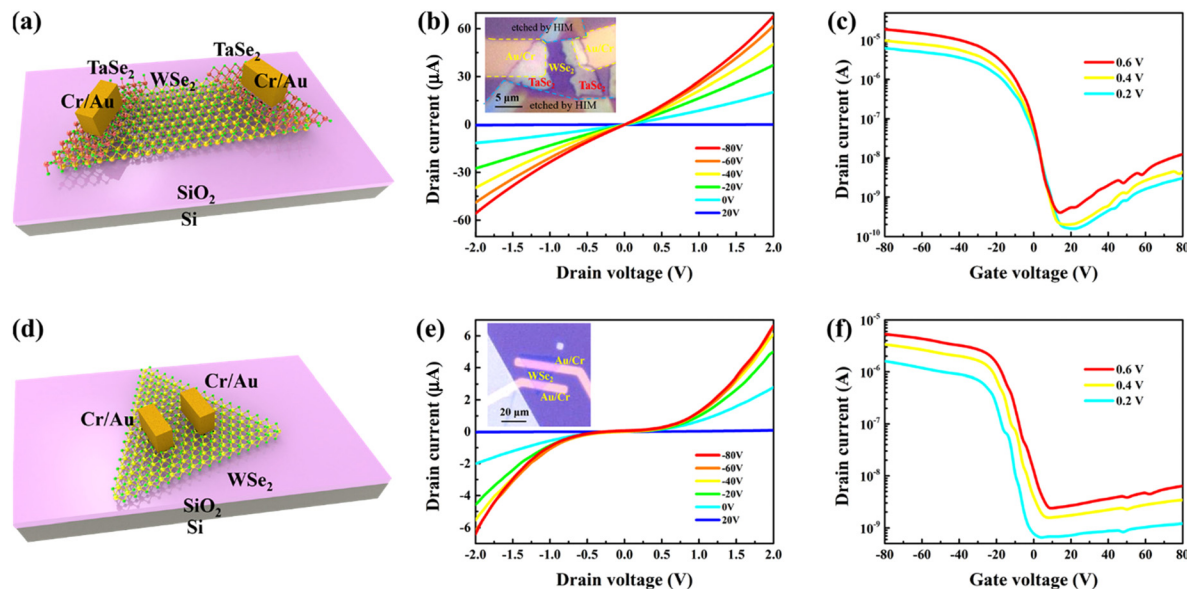 (a)
TaSe₂
TaSe₂
WSe₂
Cr/Au
Cr/Au
SiO₂
Si
(b)
Drain current (μA)
60
30
0
-30
-60
etched by HIM
Au/Cr
Au/Cr
WSe₂
TaSe₂
TaSe₂
5 μm
etched by HIM
-80V
-60V
-40V
-20V
0V
20V
-2.0 -1.5 -1.0 -0.5 0.0 0.5 1.0 1.5 2.0
Drain voltage (V)
(c)
Drain current (A)
10⁻⁵
10⁻⁶
10⁻⁷
10⁻⁸
10⁻⁹
10⁻¹⁰
0.6 V
0.4 V
0.2 V
-80 -60 -40 -20 0 20 40 60 80
Gate voltage (V)
(d)
Cr/Au
Cr/Au
WSe₂
SiO₂
Si
(e)
Drain current (μA)
6
4
2
0
-2
-4
-6
Au/Cr
WSe₂
Au/Cr
20 μm
-80V
-60V
-40V
-20V
0V
20V
-2.0 -1.5 -1.0 -0.5 0.0 0.5 1.0 1.5 2.0
Drain voltage (V)
(f)
Drain current (A)
10⁻⁵
10⁻⁶
10⁻⁷
10⁻⁸
10⁻⁹
0.6 V
0.4 V
0.2 V
-80 -60 -40 -20 0 20 40 60 80
Gate voltage (V)